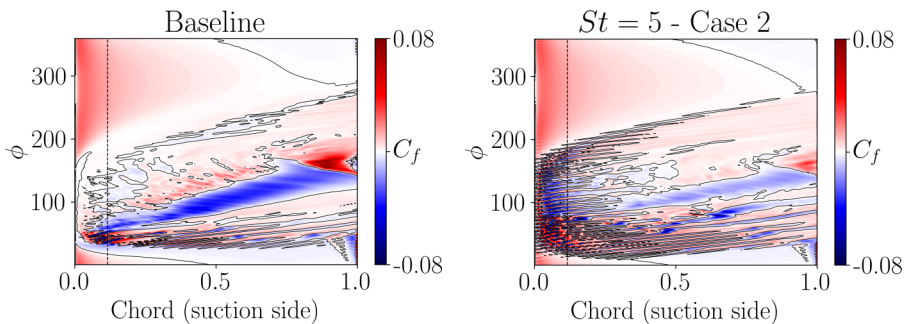 Baseline
0.08
300
200
100
ϕ
C_f
-0.08
0.0
0.5
1.0
Chord (suction side)
St = 5 - Case 2
0.08
300
200
100
ϕ
C_f
-0.08
0.0
0.5
1.0
Chord (suction side)